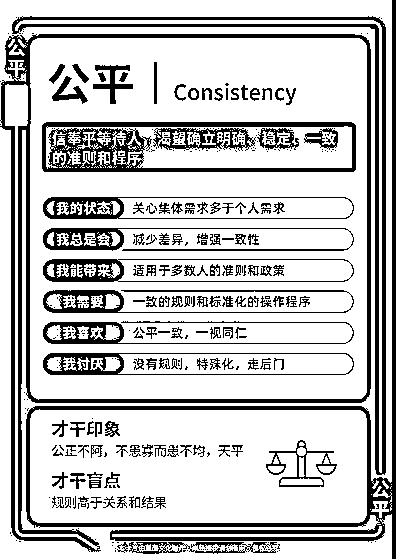 公平
公平 | Consistency
信奉平等待人，渴望确立明确、稳定、一致
的准则和程序
我的状态 关心集体需求多于个人需求
我总是会 减少差异，增强一致性
我能带来 适用于多数人的准则和政策
我需要 一致的规则和标准化的操作程序
我喜欢 公平一致，一视同仁
我讨厌 没有规则，特殊化，走后门
才干印象
公正不阿，不患寡而患不均，天平
才干盲点
规则高于关系和结果
公平